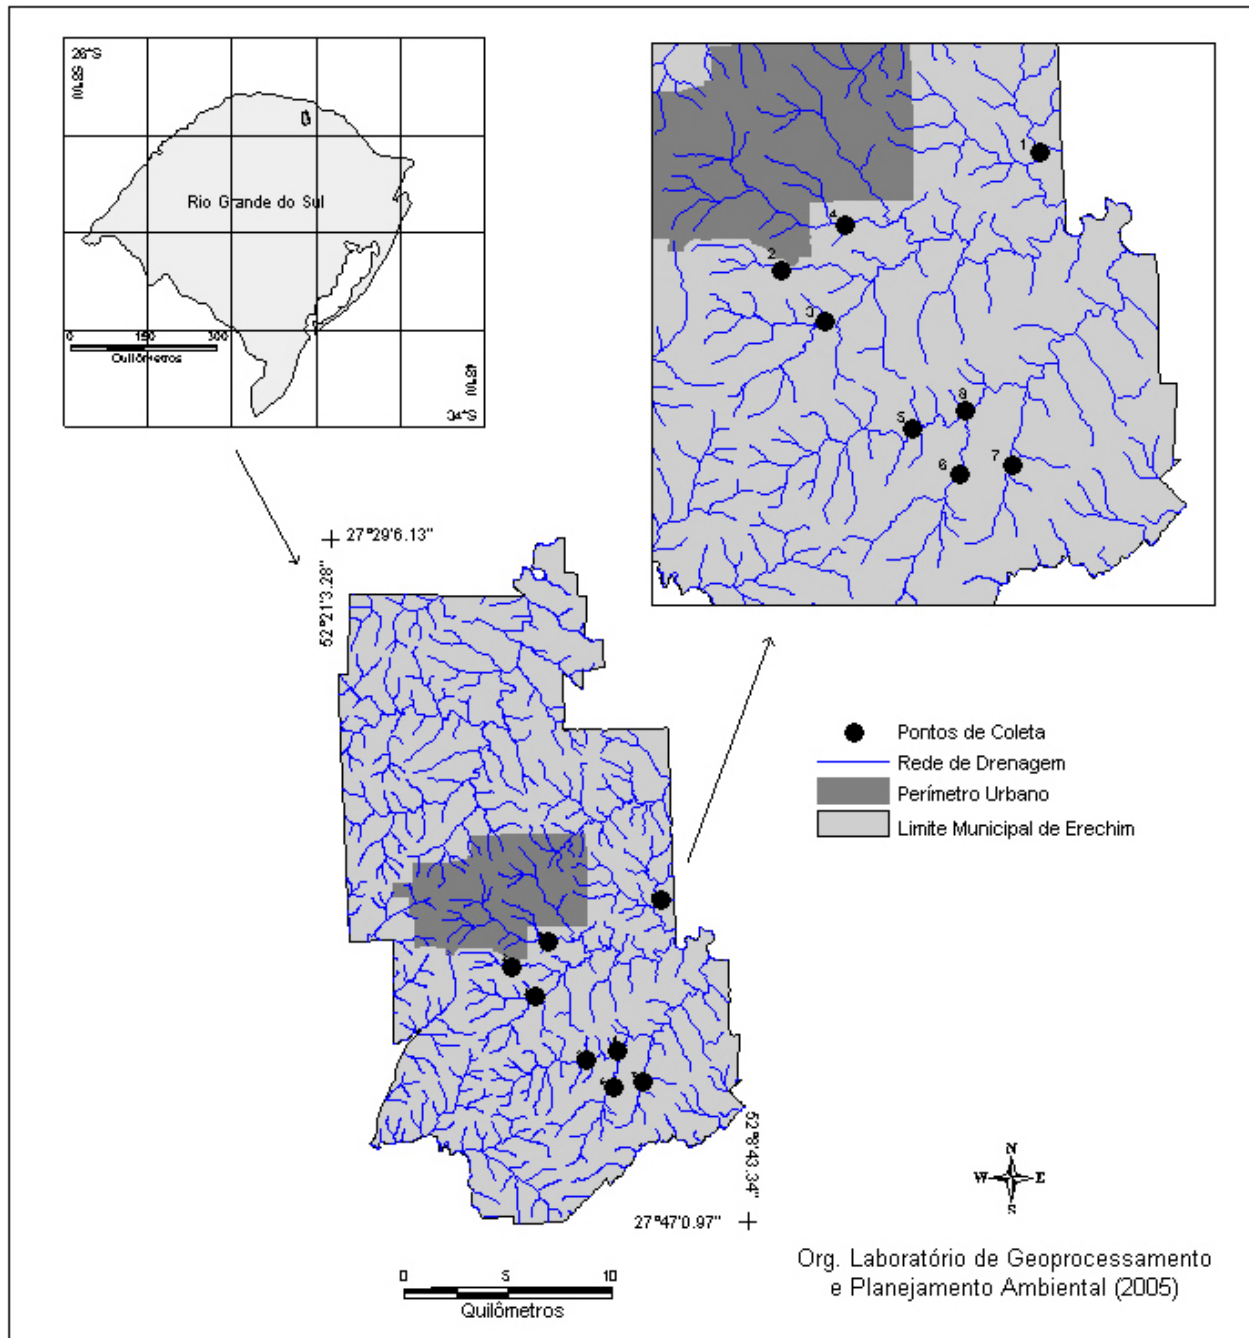 26°S
58°W
Rio Grande do Sul
0 150 300
Quilômetros
48°W
34°S
1
4
2
3
8
5
6
7
27°29'6.13"
52°21'3.28"
Pontos de Coleta
Rede de Drenagem
Perímetro Urbano
Limite Municipal de Erechim
52°8'43.34"
27°47'0.97"
N
W E
S
0 5 10
Quilômetros
Org. Laboratório de Geoprocessamento
e Planejamento Ambiental (2005)